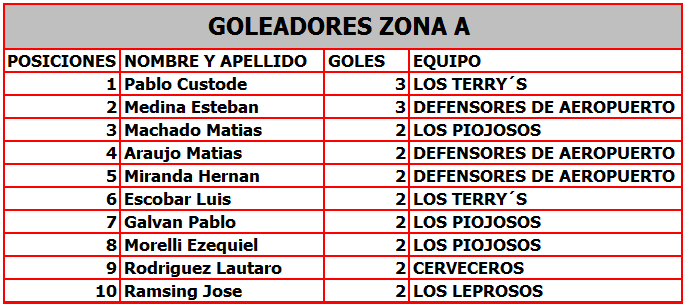 GOLEADORES ZONA A
POSICIONES NOMBRE Y APELLIDO GOLES EQUIPO
1 Pablo Custode 3 LOS TERRY´S
2 Medina Esteban 3 DEFENSORES DE AEROPUERTO
3 Machado Matias 2 LOS PIOJOSOS
4 Araujo Matias 2 DEFENSORES DE AEROPUERTO
5 Miranda Hernan 2 DEFENSORES DE AEROPUERTO
6 Escobar Luis 2 LOS TERRY´S
7 Galvan Pablo 2 LOS PIOJOSOS
8 Morelli Ezequiel 2 LOS PIOJOSOS
9 Rodriguez Lautaro 2 CERVECEROS
10 Ramsing Jose 2 LOS LEPROSOS